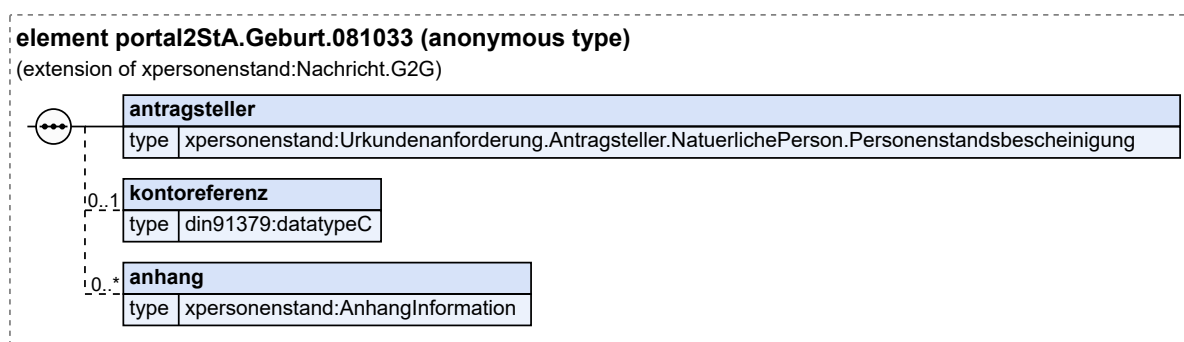 element portal2StA.Geburt.081033 (anonymous type)
(extension of xpersonenstand:Nachricht.G2G)
antragsteller
type xpersonenstand:Urkundenanforderung.Antragsteller.NatuerlichePerson.Personenstandsbescheinigung
0..1 kontoreferenz
type din91379:datatypeC
0..* anhang
type xpersonenstand:AnhangInformation